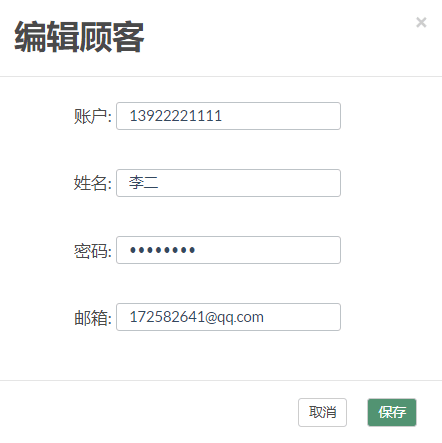 编辑顾客
×
账户: 13922221111
姓名: 李二
密码: ••••••••
邮箱: 172582641@qq.com
取消 保存